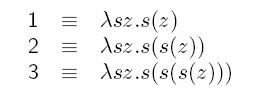 1 ≡ λsz.s(z)
2 ≡ λsz.s(s(z))
3 ≡ λsz.s(s(s(z)))